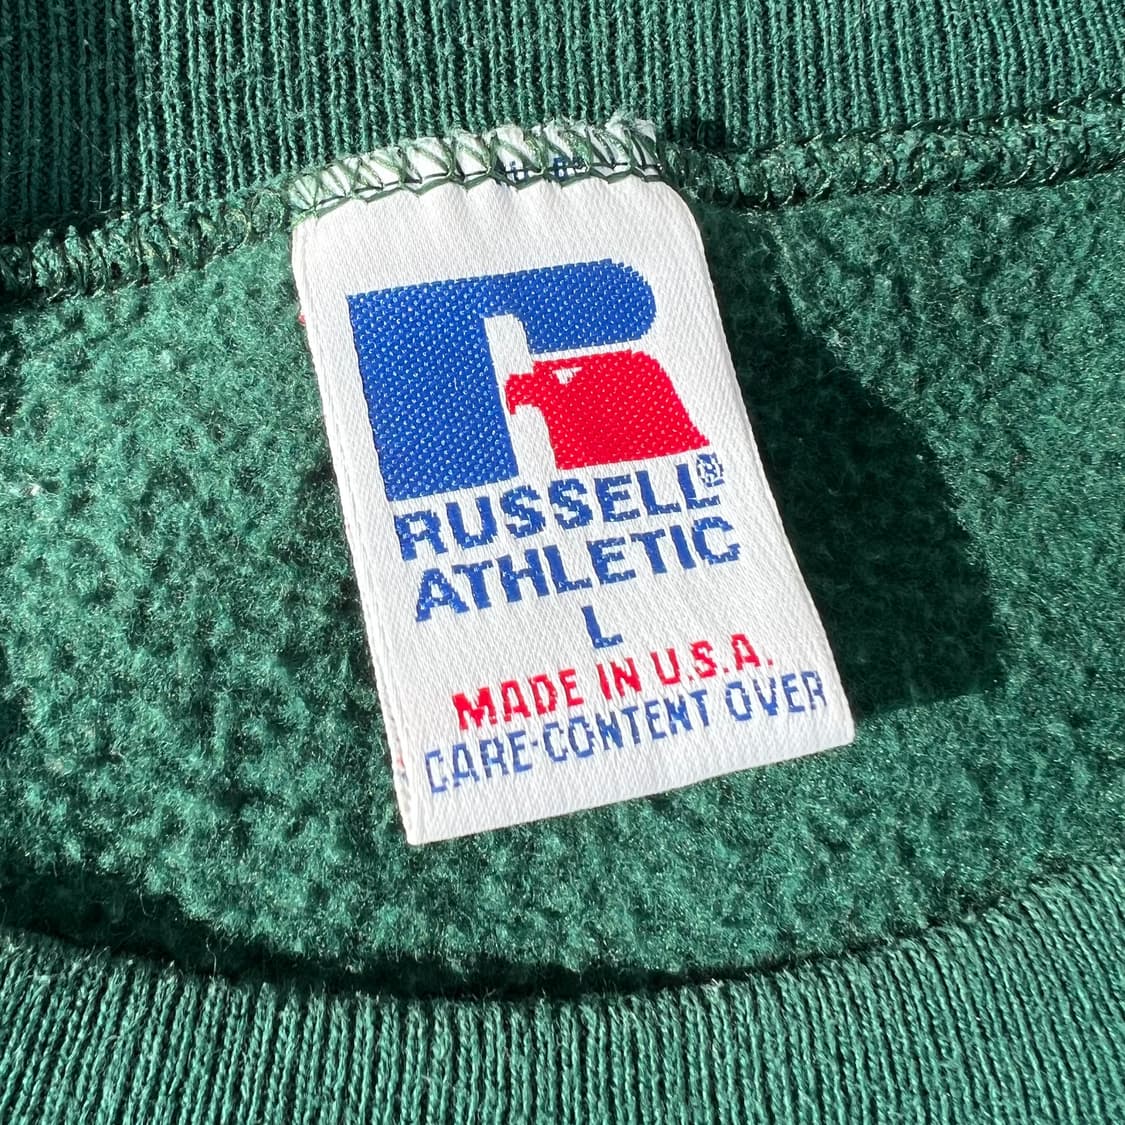 RUSSELL®
ATHLETIC
L
MADE IN U.S.A.
CARE-CONTENT OVER